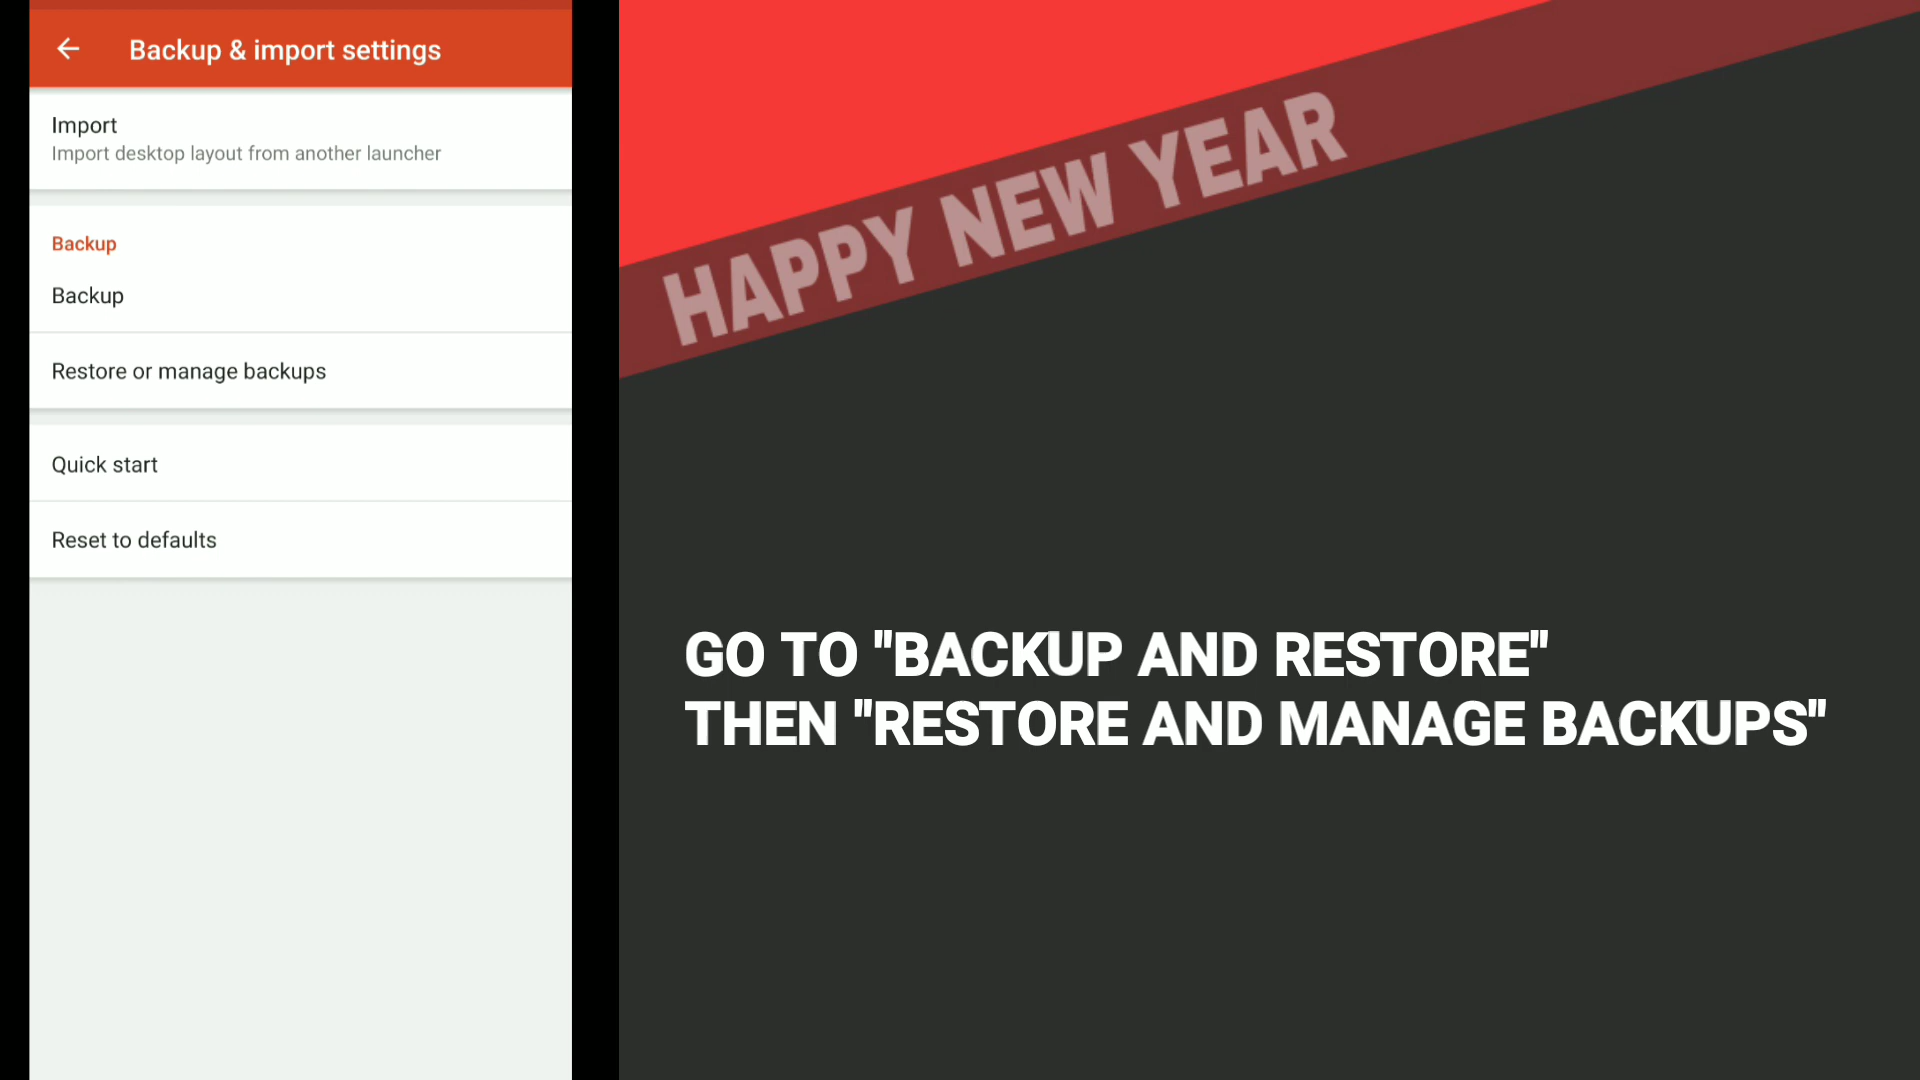 Backup & import settings
Import
Import desktop layout from another launcher
Backup
Backup
Restore or manage backups
Quick start
Reset to defaults
HAPPY NEW YEAR
GO TO "BACKUP AND RESTORE"
THEN "RESTORE AND MANAGE BACKUPS"